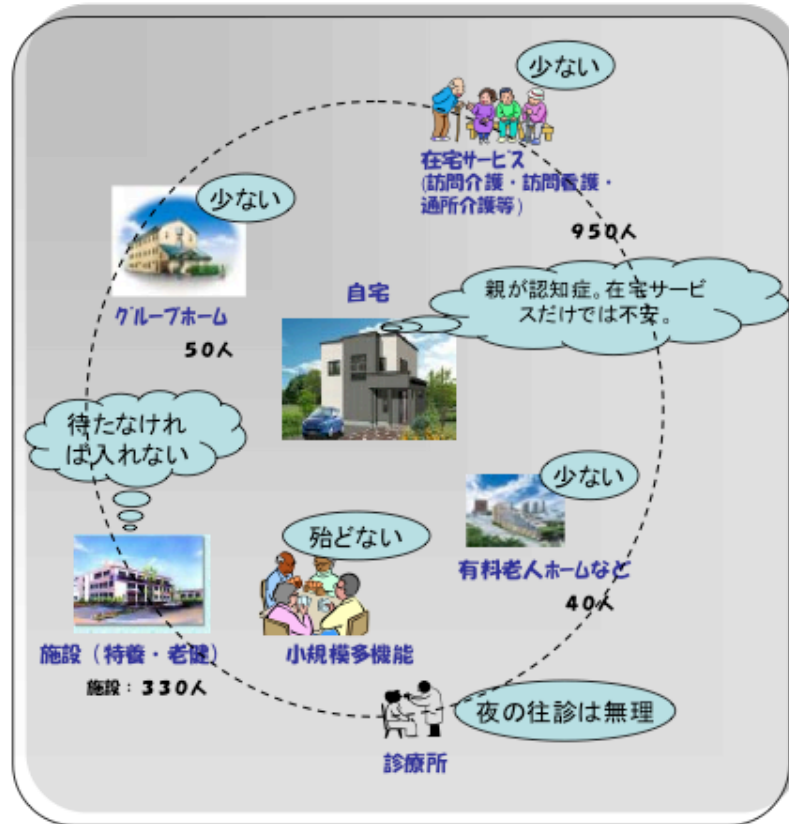 少ない
在宅サービス
(訪問介護・訪問看護・
通所介護等)
950人
少ない
グループホーム
50人
自宅
親が認知症。在宅サービ
スだけでは不安。
待たなけれ
ば入れない
施設（特養・老健）
施設：330人
殆どない
小規模多機能
少ない
有料老人ホームなど
40人
夜の往診は無理
診療所